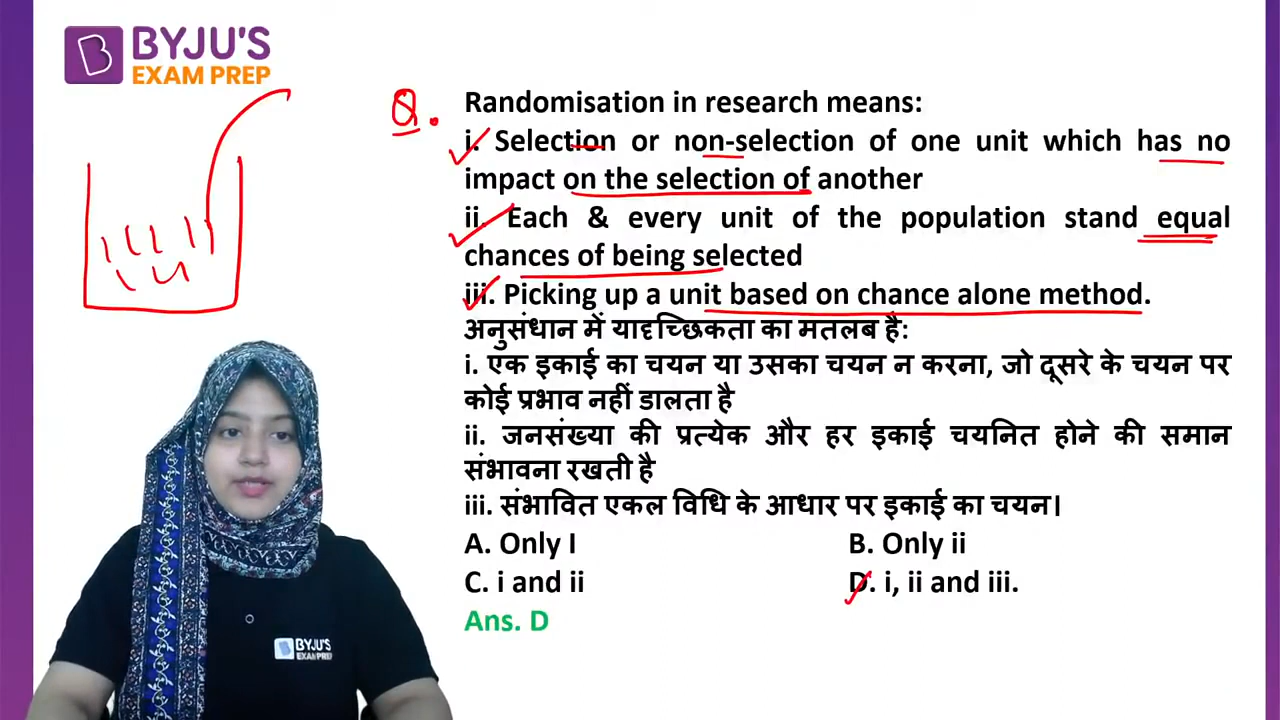 BYJU'S
EXAM PREP
Q.
Randomisation in research means:
i. Selection or non-selection of one unit which has no
impact on the selection of another
ii. Each & every unit of the population stand equal
chances of being selected
iii. Picking up a unit based on chance alone method.
अनुसंधान में यादृच्छिकता का मतलब है:
i. एक इकाई का चयन या उसका चयन न करना, जो दूसरे के चयन पर
कोई प्रभाव नहीं डालता है
ii. जनसंख्या की प्रत्येक और हर इकाई चयनित होने की समान
संभावना रखती है
iii. संभावित एकल विधि के आधार पर इकाई का चयन।
A. Only I
B. Only ii
C. i and ii
D. i, ii and iii.
Ans. D
BYJU'S
EXAM PREP